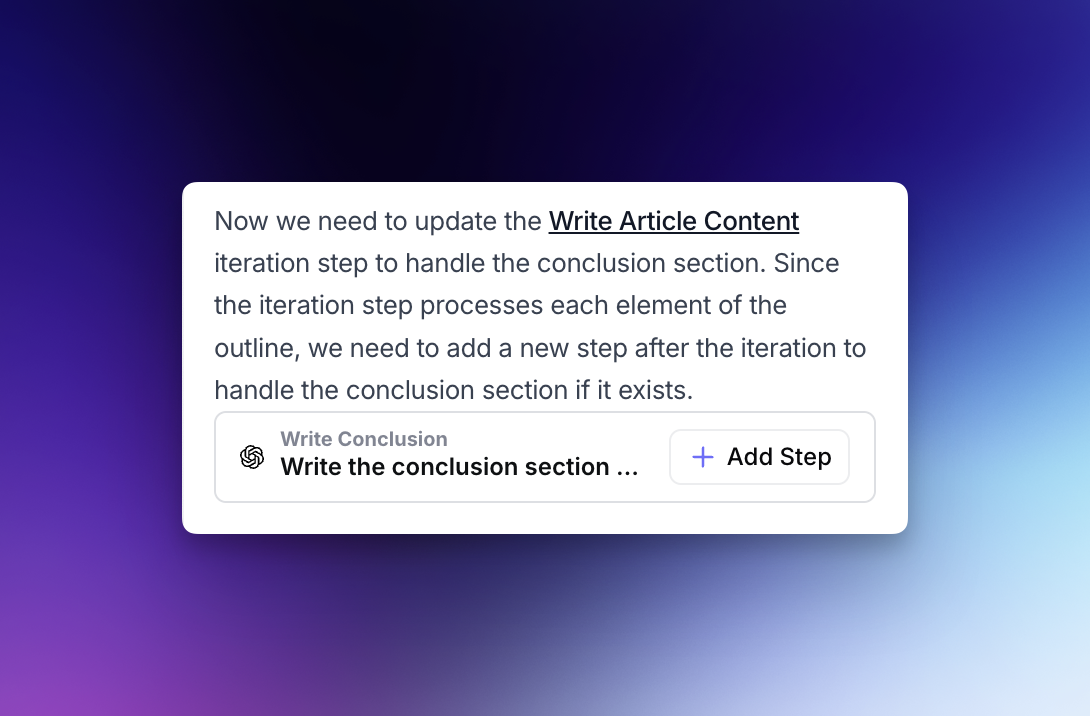 Now we need to update the Write Article Content
iteration step to handle the conclusion section. Since
the iteration step processes each element of the
outline, we need to add a new step after the iteration to
handle the conclusion section if it exists.
Write Conclusion
Write the conclusion section ...
Add Step